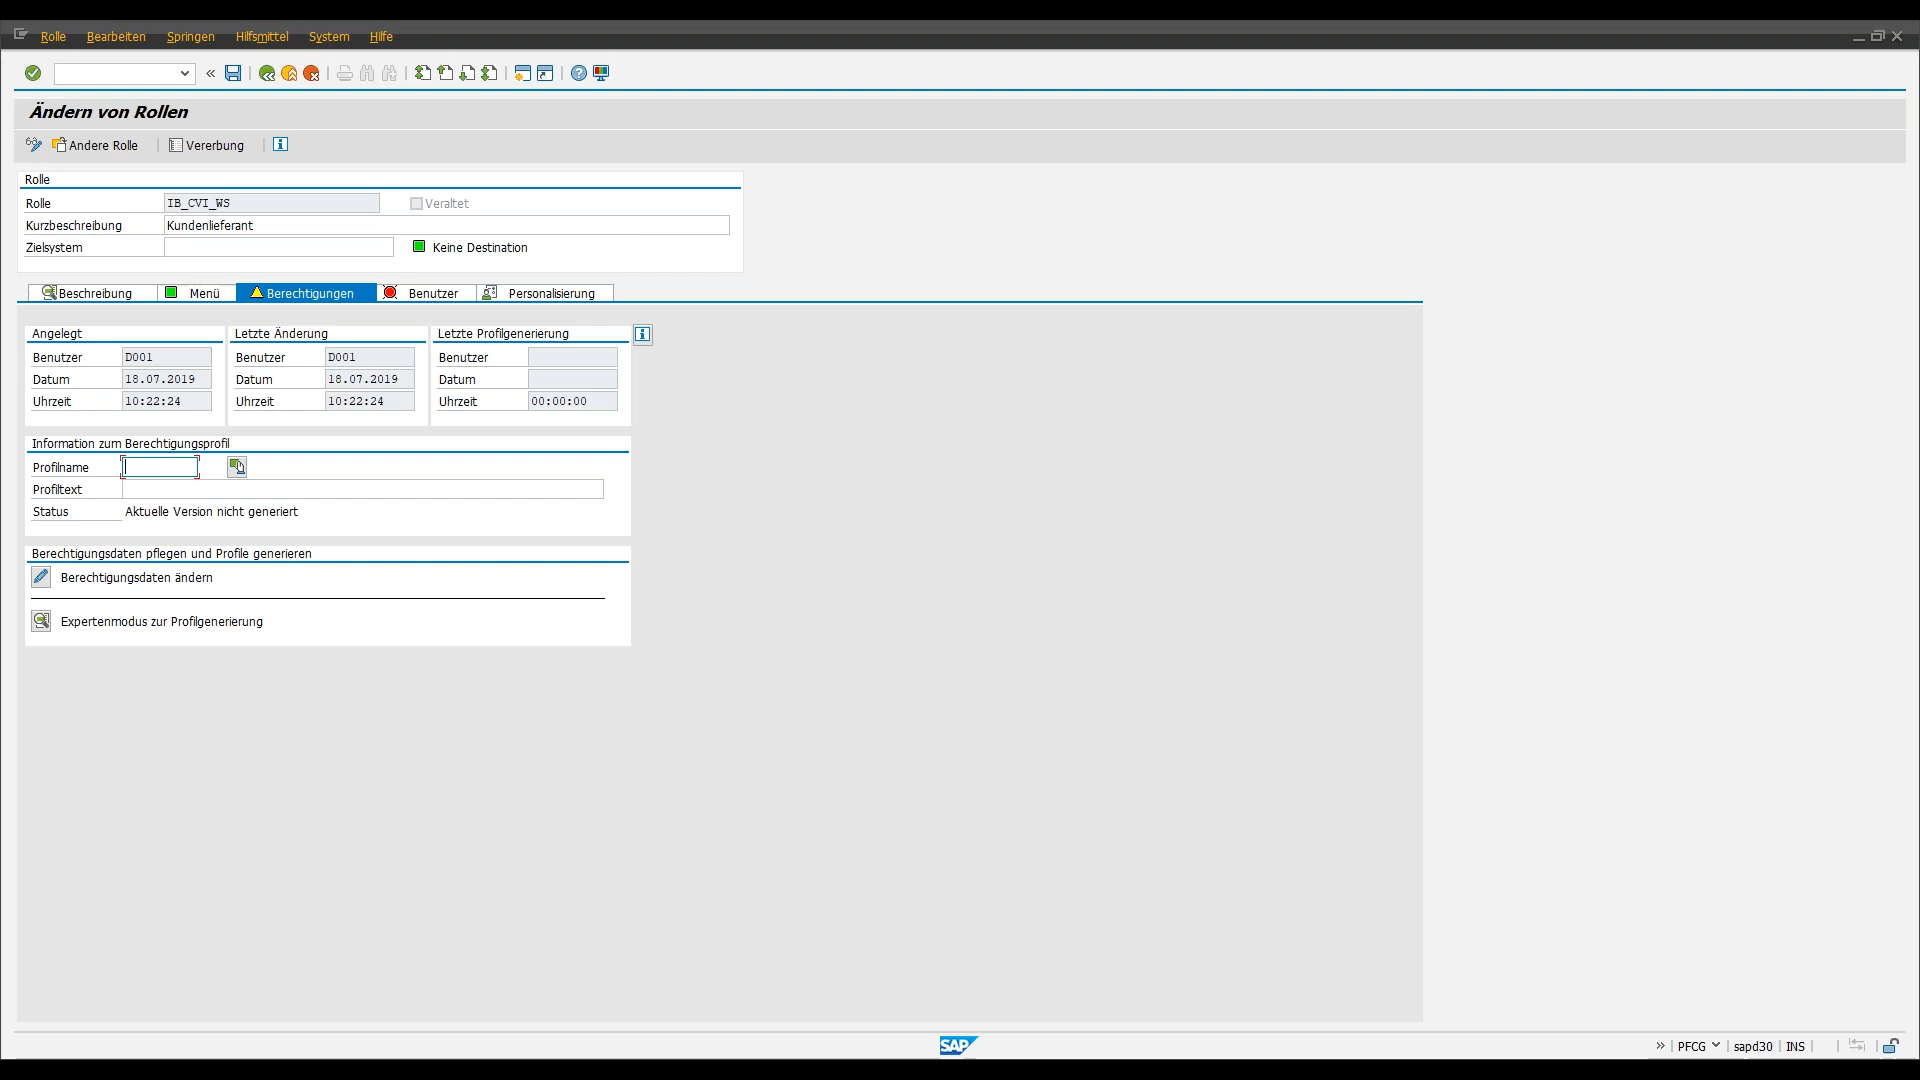 Rolle Bearbeiten Springen Hilfsmittel System Hilfe
Ändern von Rollen
Andere Rolle Vererbung
Rolle
Rolle IB_CVI_WS Veraltet
Kurzbeschreibung Kundenlieferant
Zielsystem Keine Destination
Beschreibung Menü Berechtigungen Benutzer Personalisierung
Angelegt Letzte Änderung Letzte Profilgenerierung
Benutzer D001 Benutzer D001 Benutzer
Datum 18.07.2019 Datum 18.07.2019 Datum
Uhrzeit 10:22:24 Uhrzeit 10:22:24 Uhrzeit 00:00:00
Information zum Berechtigungsprofil
Profilname
Profiltext
Status Aktuelle Version nicht generiert
Berechtigungsdaten pflegen und Profile generieren
Berechtigungsdaten ändern
Expertenmodus zur Profilgenerierung
SAP PFCG sapd30 INS